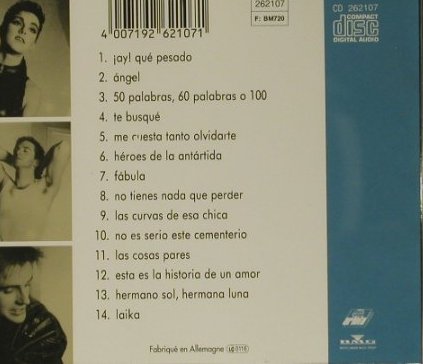 4 007192 621071
262107
F: BM720
CD 262107
COMPACT
disc
DIGITAL AUDIO
1. ¡ay! qué pesado
2. ángel
3. 50 palabras, 60 palabras o 100
4. te busqué
5. me cuesta tanto olvidarte
6. héroes de la antártida
7. fábula
8. no tienes nada que perder
9. las curvas de esa chica
10. no es serio este cementerio
11. las cosas pares
12. esta es la historia de un amor
13. hermano sol, hermana luna
14. laika
ariola
BMG
Fabriqué en Allemagne